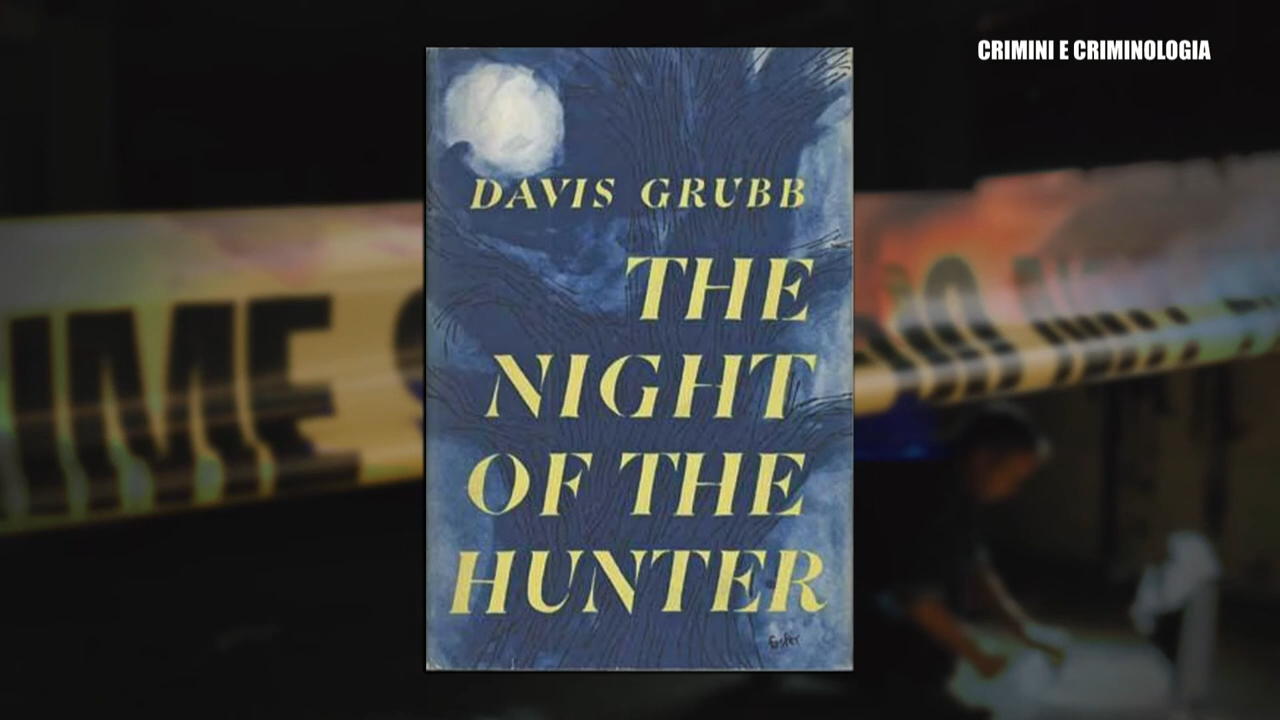 CRIMINI E CRIMINOLOGIA
DAVIS GRUBB
THE
NIGHT
OF THE
HUNTER